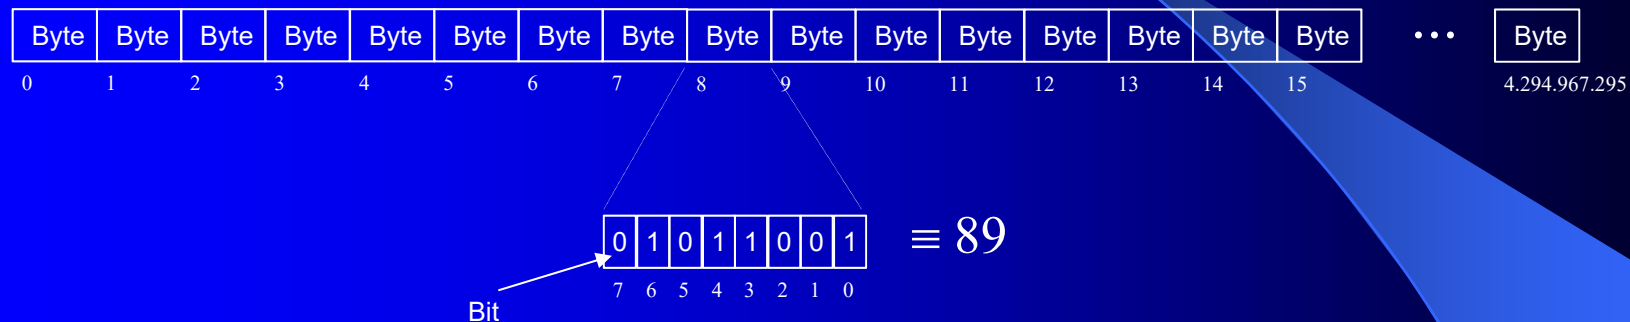 Byte Byte Byte Byte Byte Byte Byte Byte Byte Byte Byte Byte Byte Byte Byte Byte ... Byte
0 1 2 3 4 5 6 7 8 9 10 11 12 13 14 15 4.294.967.295
0 1 0 1 1 0 0 1 ≡ 89
7 6 5 4 3 2 1 0
Bit